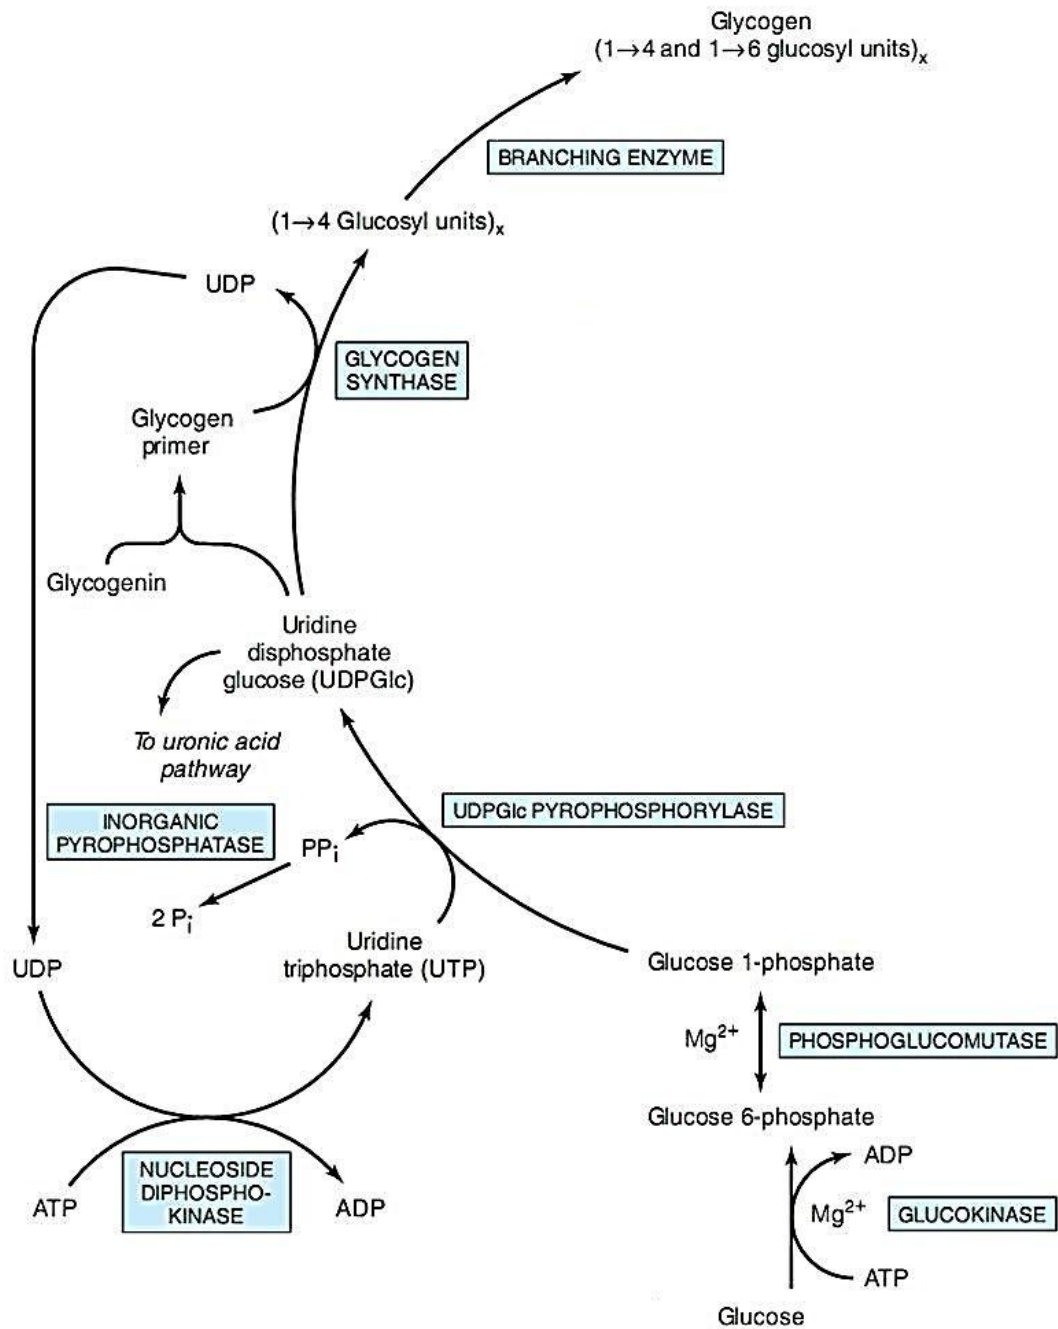 Glycogen
(1→4 and 1→6 glucosyl units)x
BRANCHING ENZYME
(1→4 Glucosyl units)x
UDP
GLYCOGEN
SYNTHASE
Glycogen
primer
Glycogenin
Uridine
disphosphate
glucose (UDPGlc)
To uronic acid
pathway
UDPGlc PYROPHOSPHORYLASE
INORGANIC
PYROPHOSPHATASE
PPi
2 Pi
Uridine
triphosphate (UTP)
UDP
Glucose 1-phosphate
Mg2+
PHOSPHOGLUCOMUTASE
Glucose 6-phosphate
ADP
Mg2+
GLUCOKINASE
ATP
Glucose
NUCLEOSIDE
DIPHOSPHO-
KINASE
ATP
ADP